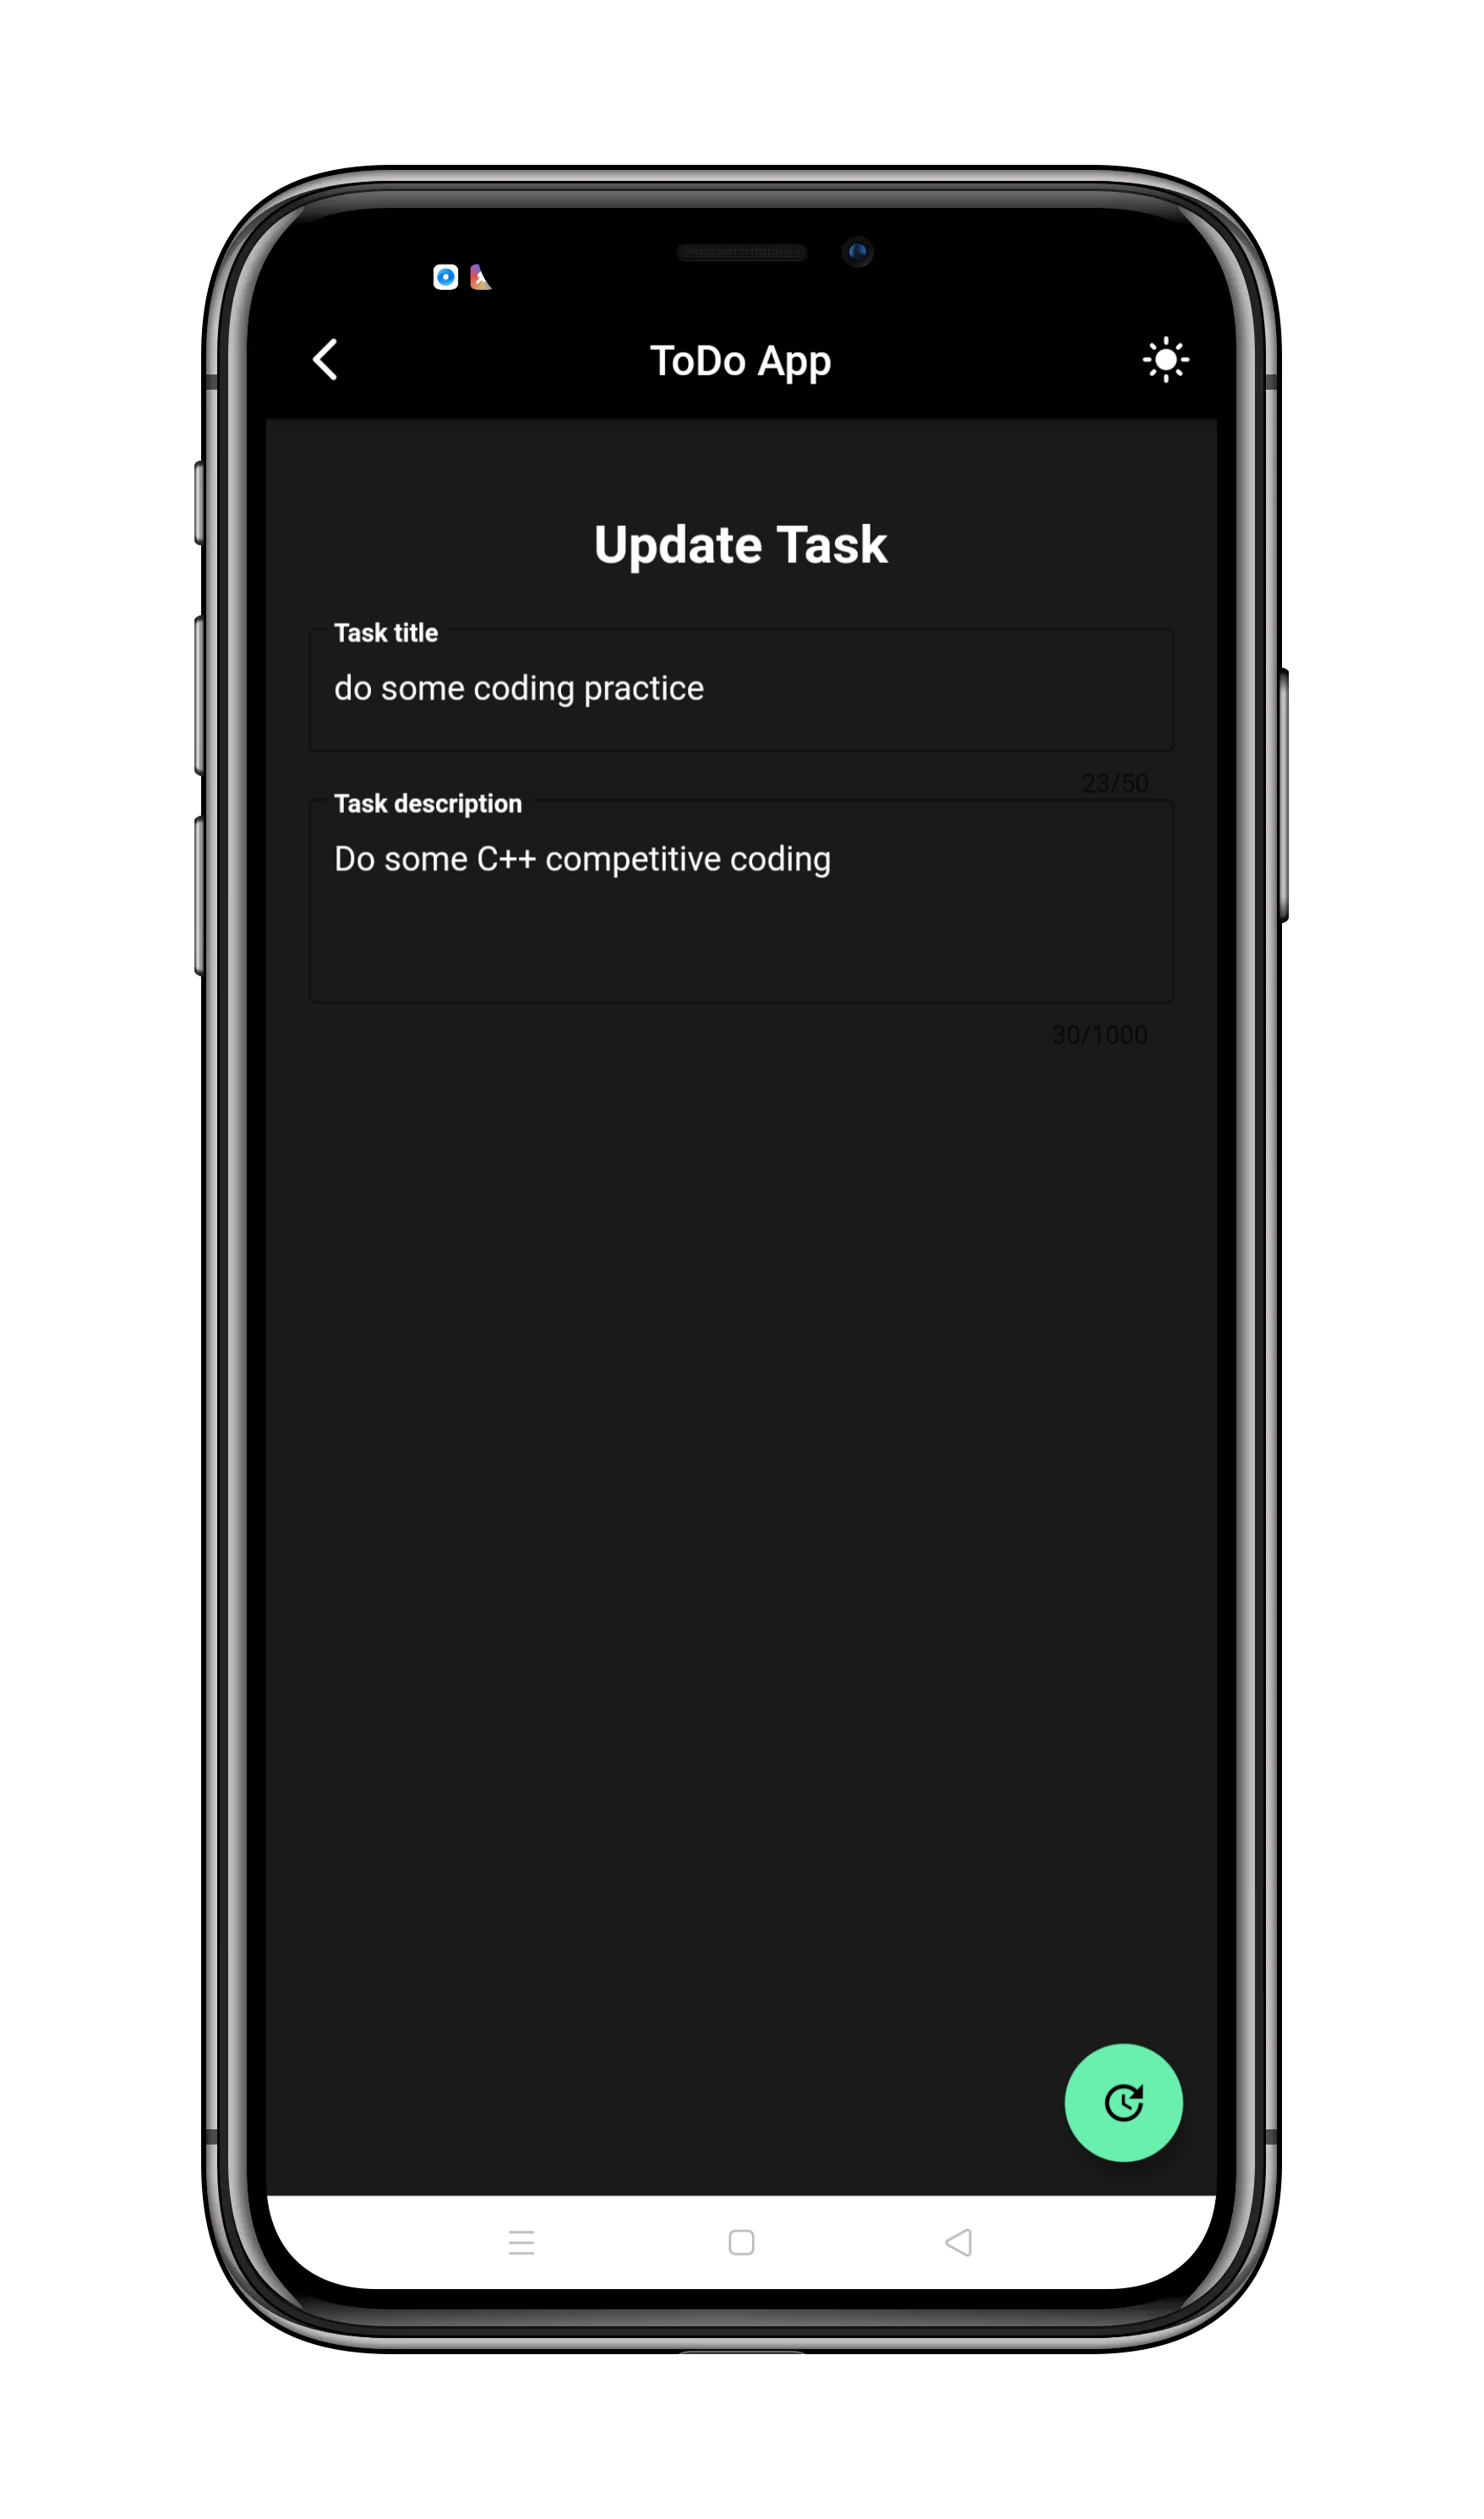 ToDo App
Update Task
Task title
do some coding practice
23/50
Task description
Do some C++ competitive coding
30/1000